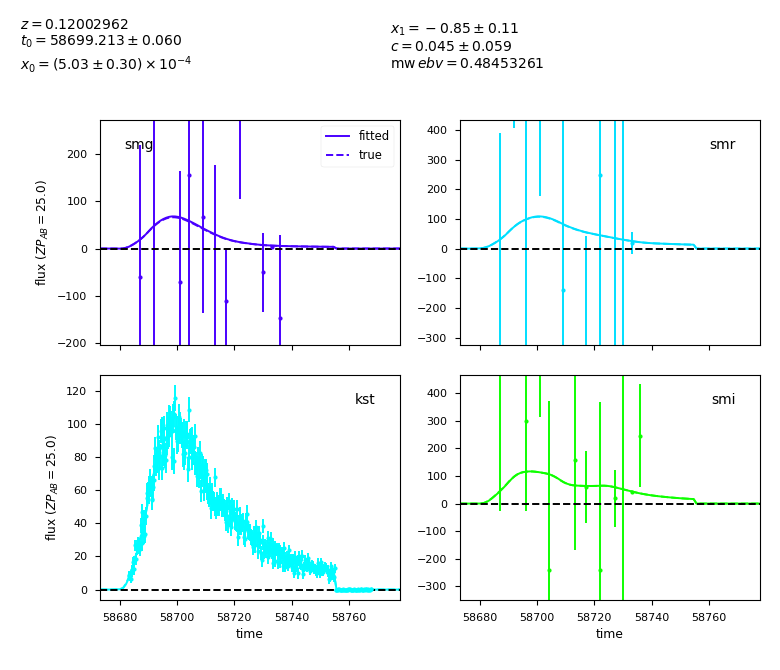 z = 0.12002962
t₀ = 58699.213 ± 0.060
x₀ = (5.03 ± 0.30) × 10⁻⁴
x₁ = −0.85 ± 0.11
c = 0.045 ± 0.059
mw ebv = 0.48453261
smg
fitted
true
200
100
0
−100
−200
flux (ZP_AB = 25.0)
smr
400
300
200
100
0
−100
−200
−300
kst
120
100
80
60
40
20
0
flux (ZP_AB = 25.0)
58680 58700 58720 58740 58760
time
smi
400
300
200
100
0
−100
−200
−300
58680 58700 58720 58740 58760
time